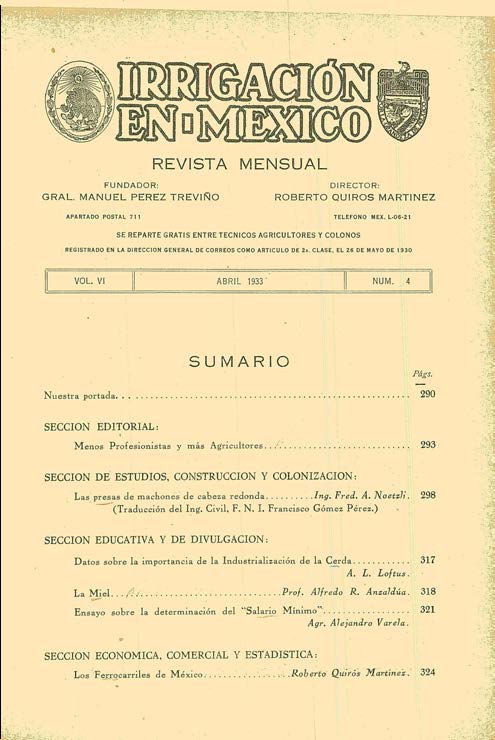 IRRIGACIÓN
EN-MEXICO
REVISTA MENSUAL
FUNDADOR: DIRECTOR:
GRAL. MANUEL PEREZ TREVIÑO ROBERTO QUIROS MARTINEZ
APARTADO POSTAL 711 TELEFONO MEX. L-06-21
SE REPARTE GRATIS ENTRE TECNICOS AGRICULTORES Y COLONOS
REGISTRADO EN LA DIRECCION GENERAL DE CORREOS COMO ARTICULO DE 2a. CLASE, EL 26 DE MAYO DE 1930
VOL. VI ABRIL 1933 NUM. 4
SUMARIO
Págs.
Nuestra portada. . . 290
SECCION EDITORIAL:
Menos Profesionistas y más Agricultores. . . 293
SECCION DE ESTUDIOS, CONSTRUCCION Y COLONIZACION:
Las presas de machones de cabeza redonda. . . Ing. Fred. A. Noetzli. 298
(Traducción del Ing. Civil, F. N. I. Francisco Gómez Pérez.)
SECCION EDUCATIVA Y DE DIVULGACION:
Datos sobre la importancia de la Industrialización de la Cerda. . . 317
A. L. Loftus.
La Miel. . . Prof. Alfredo R. Anzaldúa. 318
Ensayo sobre la determinación del "Salario Mínimo". . . 321
Agr. Alejandro Varela.
SECCION ECONOMICA, COMERCIAL Y ESTADISTICA:
Los Ferrocarriles de México. . . Roberto Quirós Martínez. 324